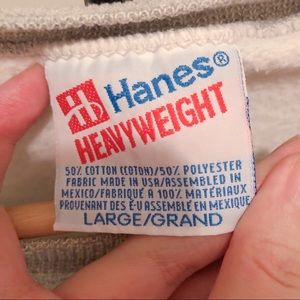 Hanes®
HEAVYWEIGHT
50% COTTON (COTON)/50% POLYESTER
FABRIC MADE IN USA/ASSEMBLED IN
MEXICO/FABRIQUÉ A 100% MATÉRIAUX
PROVENANT DES É-U ASSEMBLÉ EN MEXIQUE
LARGE/GRAND